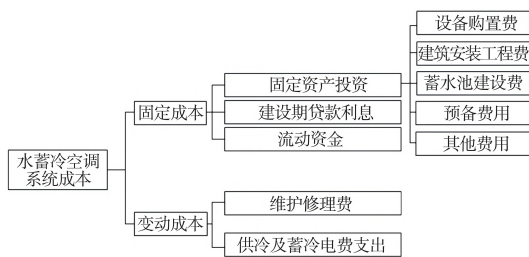 设备购置费
建筑安装工程费
固定资产投资
蓄水池建设费
固定成本
建设期贷款利息
预备费用
流动资金
其他费用
水蓄冷空调
系统成本
维护修理费
变动成本
供冷及蓄冷电费支出